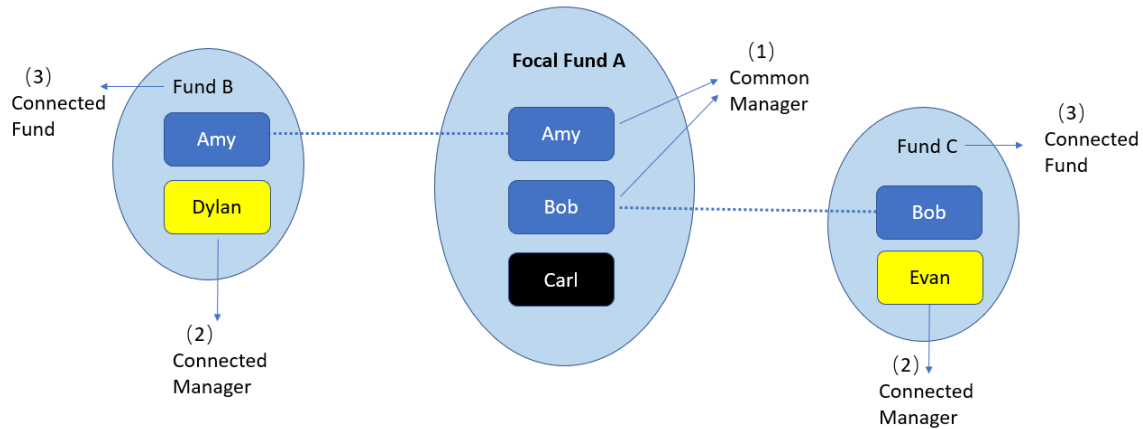 (3)
Connected
Fund
Fund B
Amy
Dylan
(2)
Connected
Manager
Focal Fund A
Amy
Bob
Carl
(1)
Common
Manager
(3)
Connected
Fund
Fund C
Bob
Evan
(2)
Connected
Manager